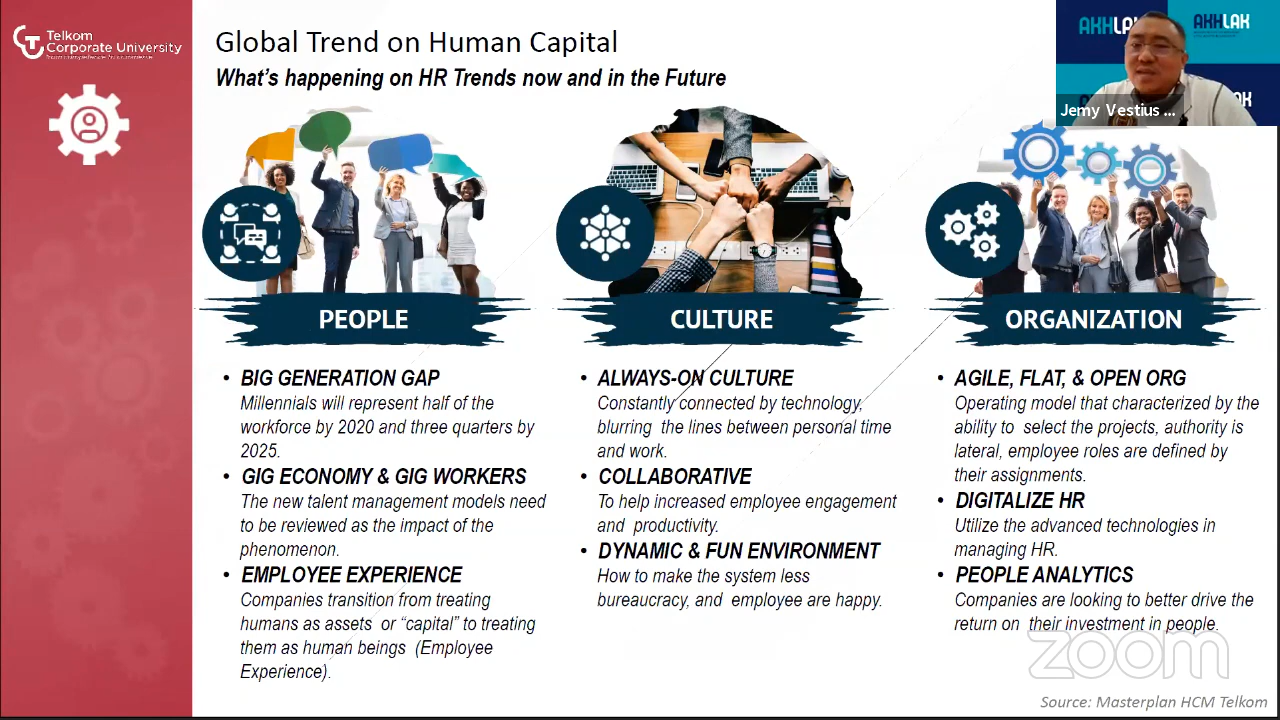 Telkom
Corporate University
Global Trend on Human Capital
What's happening on HR Trends now and in the Future
AKHLAK
AKHLAK
Jemy Vestius ...
PEOPLE
• BIG GENERATION GAP
Millennials will represent half of the
workforce by 2020 and three quarters by
2025.
• GIG ECONOMY & GIG WORKERS
The new talent management models need
to be reviewed as the impact of the
phenomenon.
• EMPLOYEE EXPERIENCE
Companies transition from treating
humans as assets or “capital” to treating
them as human beings (Employee
Experience).
CULTURE
• ALWAYS-ON CULTURE
Constantly connected by technology,
blurring the lines between personal time
and work.
• COLLABORATIVE
To help increased employee engagement
and productivity.
• DYNAMIC & FUN ENVIRONMENT
How to make the system less
bureaucracy, and employee are happy.
ORGANIZATION
• AGILE, FLAT, & OPEN ORG
Operating model that characterized by the
ability to select the projects, authority is
lateral, employee roles are defined by
their assignments.
• DIGITALIZE HR
Utilize the advanced technologies in
managing HR.
• PEOPLE ANALYTICS
Companies are looking to better drive the
return on their investment in people.
zoom
Source: Masterplan HCM Telkom